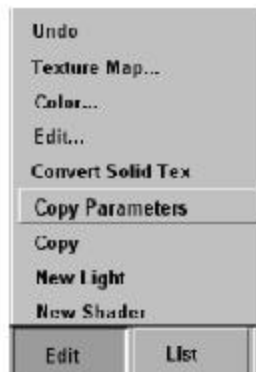 Undo
Texture Map...
Color...
Edit...
Convert Solid Tex
Copy Parameters
Copy
New Light
New Shader
Edit List